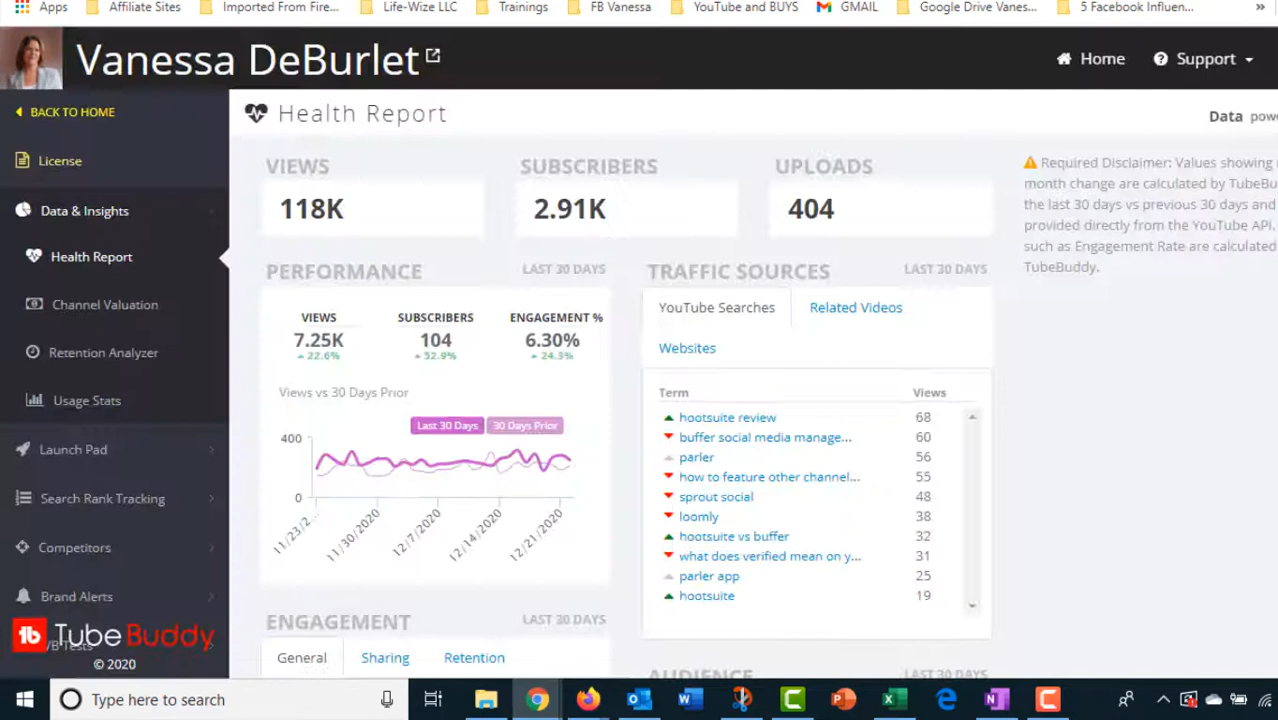 Apps Affiliate Sites Imported From Fire... Life-Wize LLC Trainings FB Vanessa YouTube and BUYS GMAIL Google Drive Vanes... 5 Facebook Influen... »
Vanessa DeBurlet
Home Support
BACK TO HOME
License
Data & Insights
Health Report
Channel Valuation
Retention Analyzer
Usage Stats
Launch Pad
Search Rank Tracking
Competitors
Brand Alerts
TubeBuddy
© 2020
Health Report
Data
VIEWS
118K
SUBSCRIBERS
2.91K
UPLOADS
404
Required Disclaimer: Values showing
month change are calculated by TubeBu
the last 30 days vs previous 30 days and
provided directly from the YouTube API.
such as Engagement Rate are calculated
TubeBuddy.
PERFORMANCE LAST 30 DAYS
VIEWS SUBSCRIBERS ENGAGEMENT %
7.25K 104 6.30%
22.6% 52.9% 24.3%
Views vs 30 Days Prior
Last 30 Days 30 Days Prior
400
0
11/23/2... 11/30/2020 12/7/2020 12/14/2020 12/21/2020
TRAFFIC SOURCES LAST 30 DAYS
YouTube Searches Related Videos
Websites
Term Views
hootsuite review 68
buffer social media manage... 60
parler 56
how to feature other channel... 55
sprout social 48
loomly 38
hootsuite vs buffer 32
what does verified mean on y... 31
parler app 25
hootsuite 19
ENGAGEMENT LAST 30 DAYS
General Sharing Retention
AUDIENCE LAST 30 DAYS
Type here to search